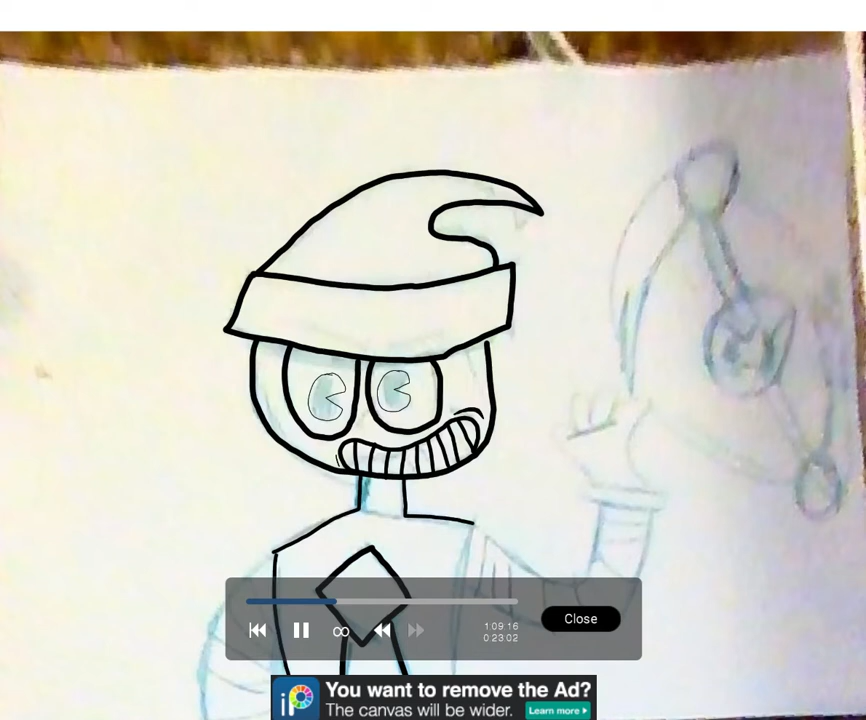 1:09:16
0:23:02
Close
iP
You want to remove the Ad?
The canvas will be wider.
Learn more